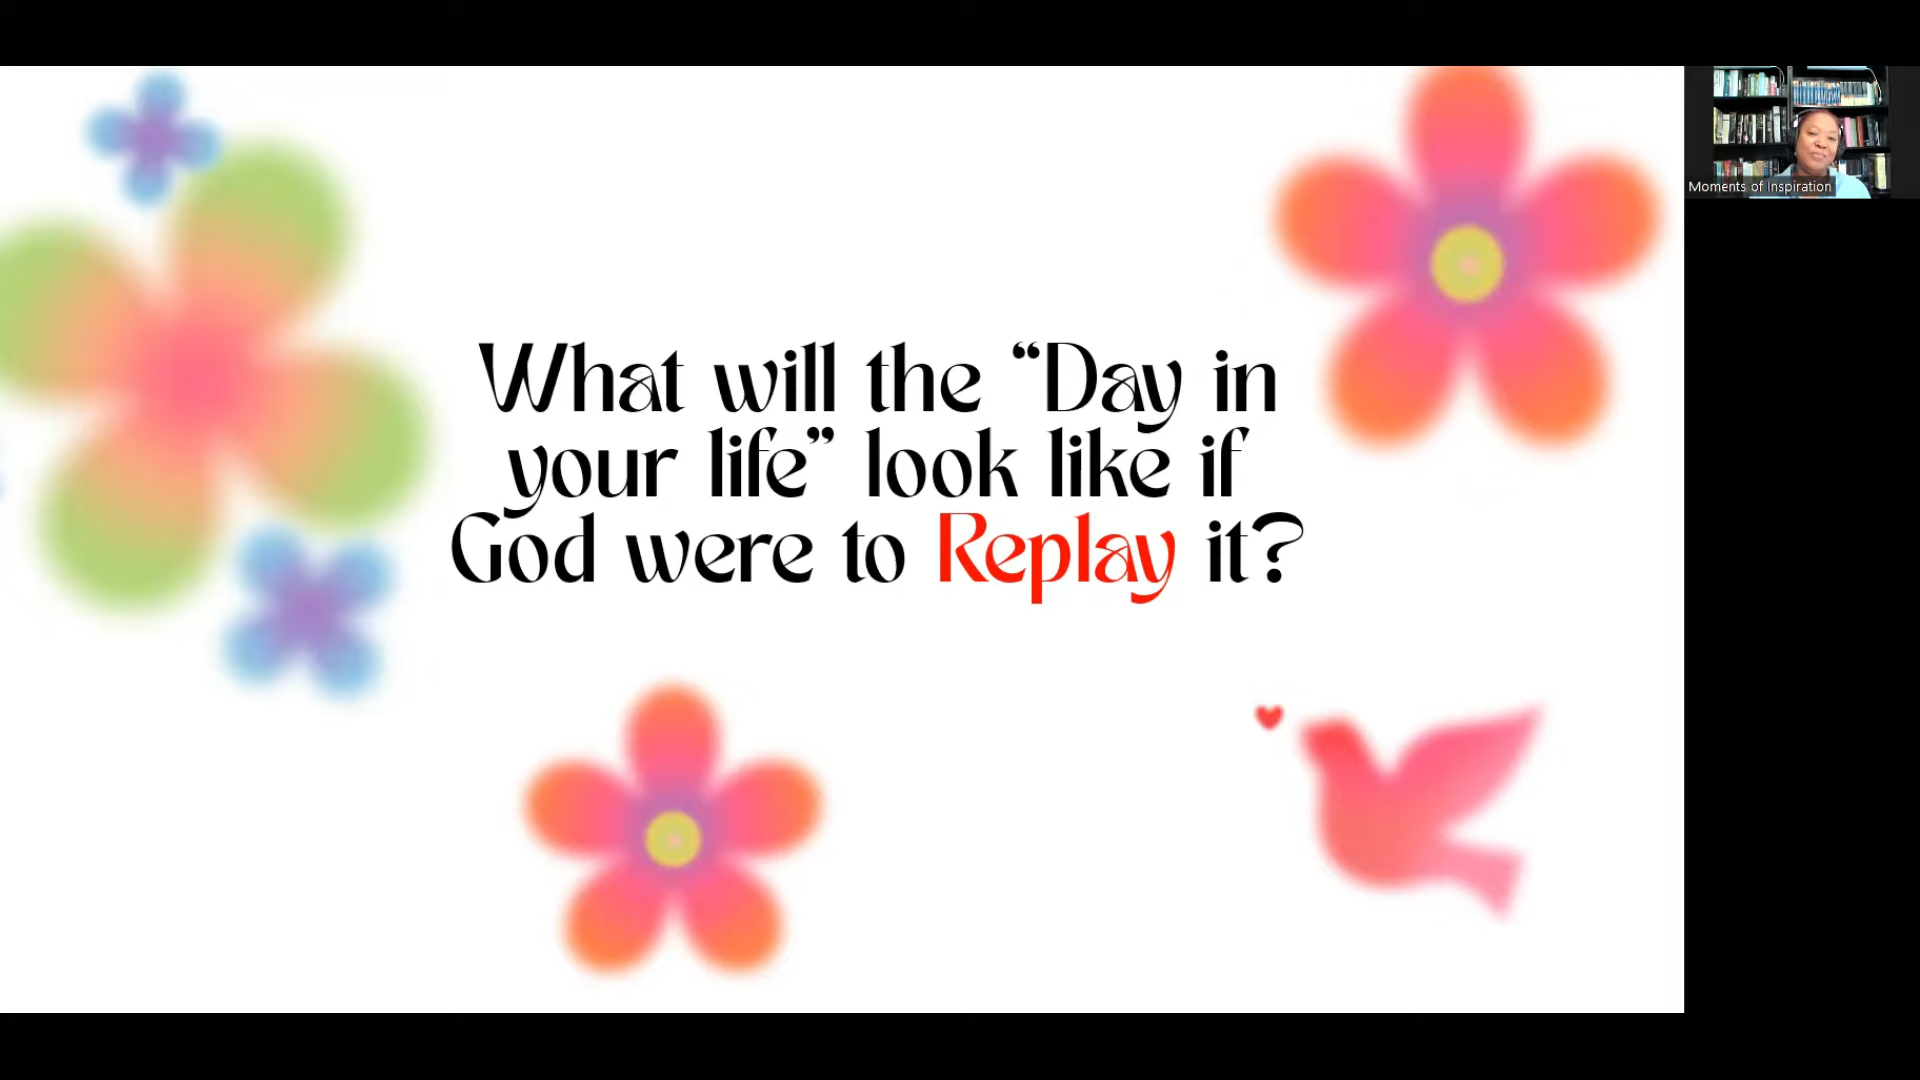 What will the “Day in
your life” look like if
God were to Replay it?
Moments of Inspiration